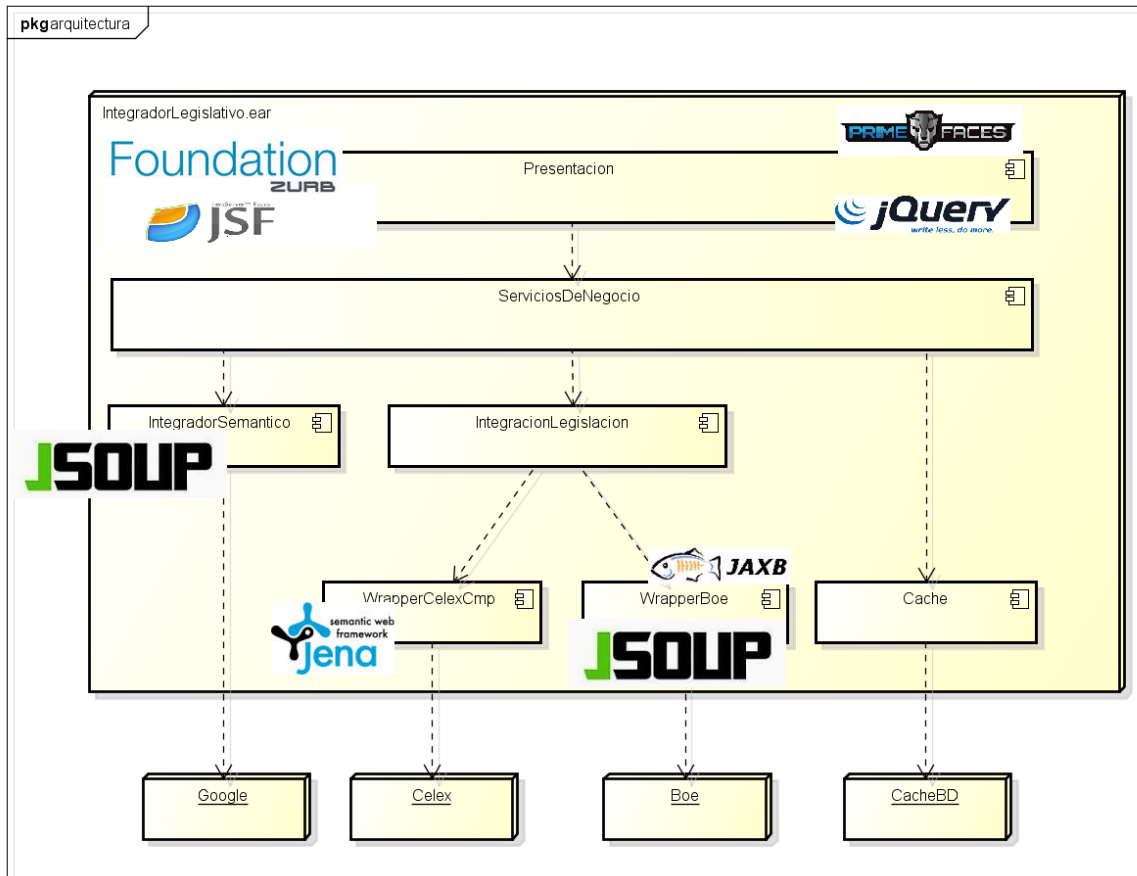 pkg arquitectura
IntegradorLegislativo.ear
Foundation
ZURB
PRIME FACES
Presentacion
JSF
jQuery
write less, do more.
ServiciosDeNegocio
IntegradorSemantico
IntegracionLegislacion
JSOUP
JAXB
WrapperCelexCmp
WrapperBoe
Cache
semantic web
framework
Jena
JSOUP
Google
Celex
Boe
CacheBD